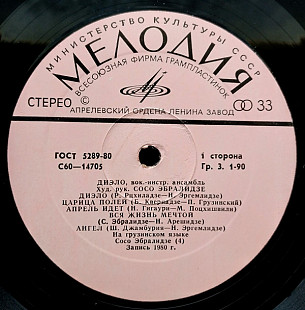 МИНИСТЕРСТВО КУЛЬТУРЫ СССР
МЕЛОДИЯ
ВСЕСОЮЗНАЯ ФИРМА ГРАМПЛАСТИНОК
СТЕРЕО
33
АПРЕЛЕВСКИЙ ОРДЕНА ЛЕНИНА ЗАВОД
ГОСТ 5289-80
1 сторона
С60—14705
Гр. 3. 1-90
ДИЭЛО, вок.-инстр. ансамбль
Худ. рук. СОСО ЭБРАЛИДЗЕ
ДИЭЛО (Р. Рцхиладзе—Н. Эргемлидзе)
ЦАРИЦА ПОЛЕЙ (Б. Квернадзе—П. Грузинский)
АПРЕЛЬ ИДЕТ (Н. Гигаури—М. Поцхишвили)
ВСЯ ЖИЗНЬ МЕЧТОЙ
(С. Эбралидзе—Н. Арешидзе)
АНГЕЛ (Ш. Джамбурия—Н. Эргемлидзе)
На грузинском языке
Сосо Эбралидзе (4)
Запись 1980 г.